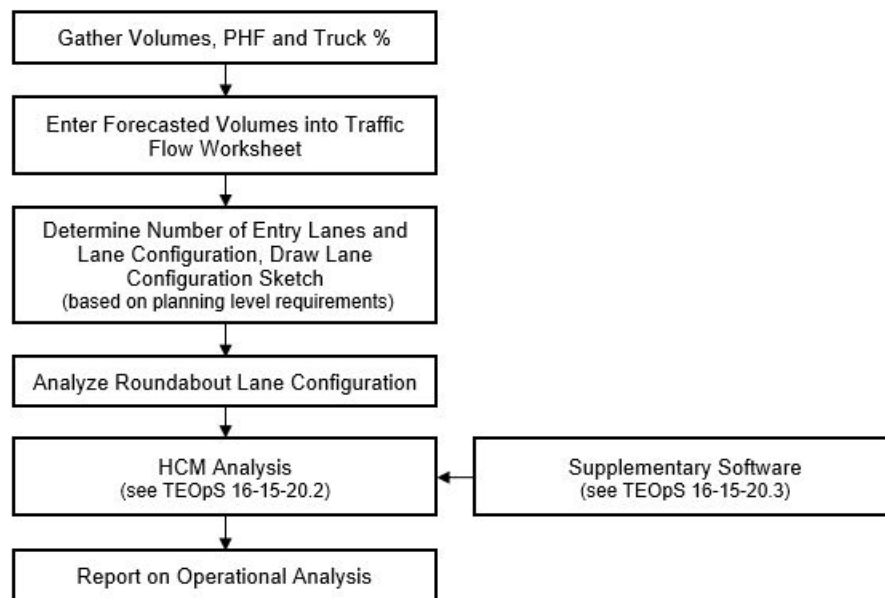 Gather Volumes, PHF and Truck %
Enter Forecasted Volumes into Traffic
Flow Worksheet
Determine Number of Entry Lanes and
Lane Configuration, Draw Lane
Configuration Sketch
(based on planning level requirements)
Analyze Roundabout Lane Configuration
HCM Analysis
(see TEOpS 16-15-20.2)
Supplementary Software
(see TEOpS 16-15-20.3)
Report on Operational Analysis